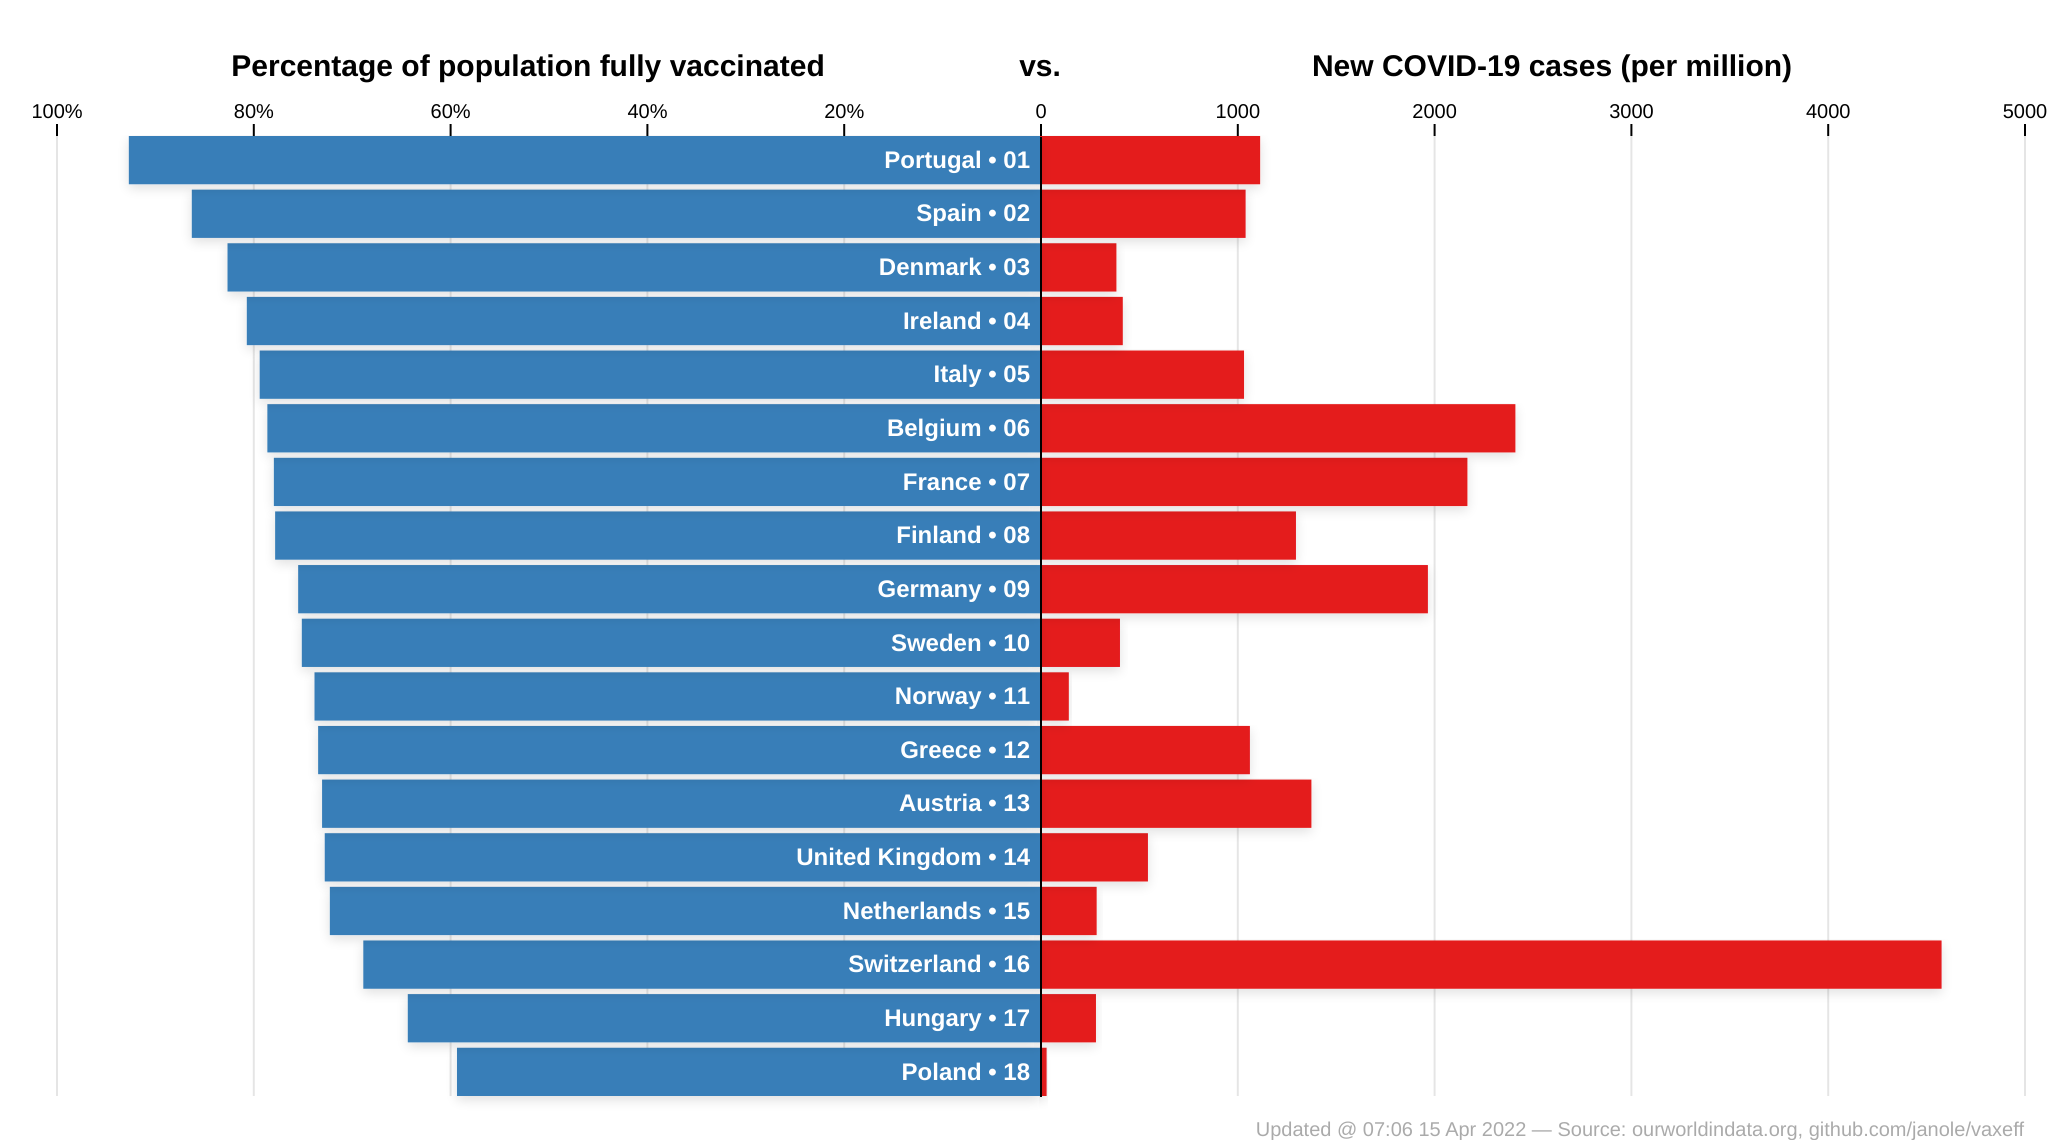 Percentage of population fully vaccinated vs. New COVID-19 cases (per million)
100% 80% 60% 40% 20% 0 1000 2000 3000 4000 5000
Portugal • 01
Spain • 02
Denmark • 03
Ireland • 04
Italy • 05
Belgium • 06
France • 07
Finland • 08
Germany • 09
Sweden • 10
Norway • 11
Greece • 12
Austria • 13
United Kingdom • 14
Netherlands • 15
Switzerland • 16
Hungary • 17
Poland • 18
Updated @ 07:06 15 Apr 2022 — Source: ourworldindata.org, github.com/janole/vaxeff